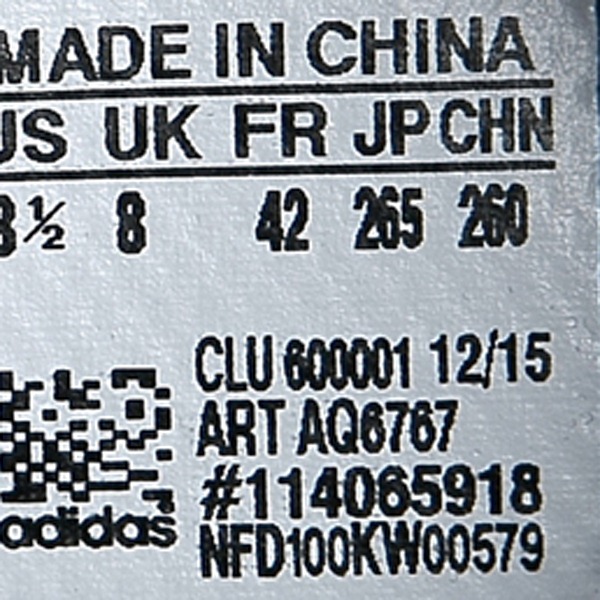 MADE IN CHINA
US UK FR JP CHN
8½ 8 42 265 260
CLU 600001 12/15
ART AQ6767
#114065918
NFD100KW00579
adidas